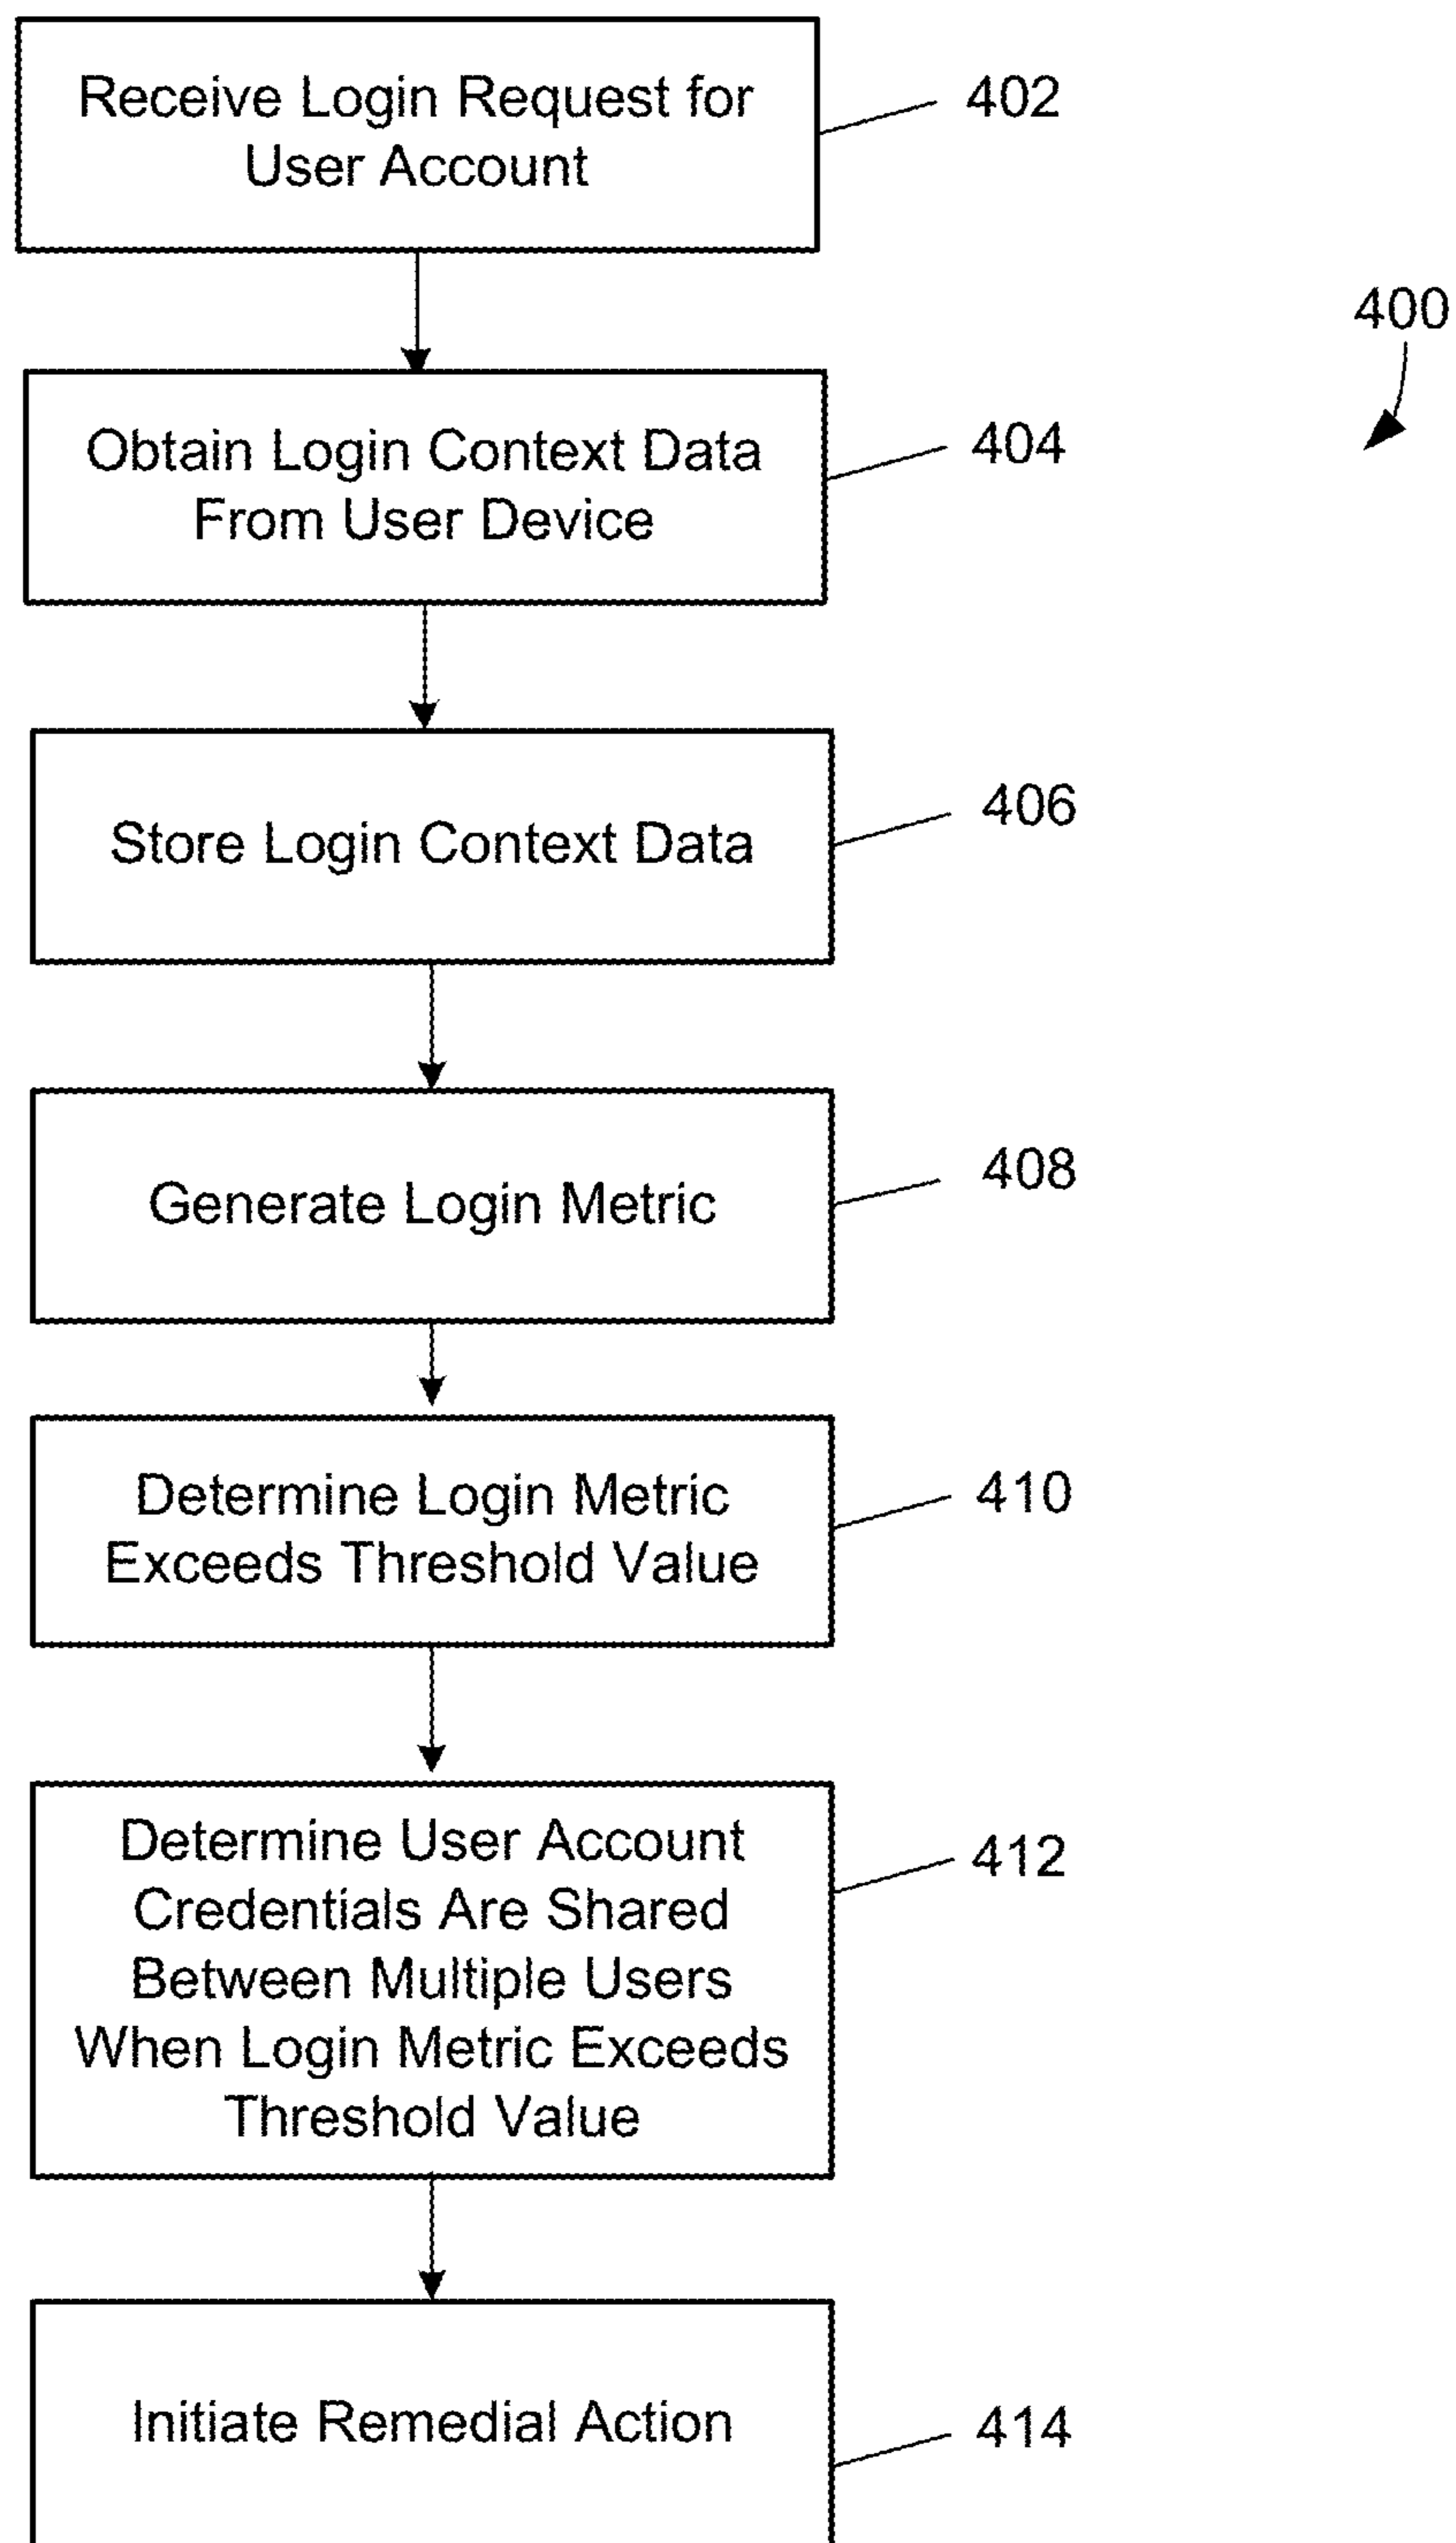 Receive Login Request for
User Account
402
400
Obtain Login Context Data
From User Device
404
Store Login Context Data
406
Generate Login Metric
408
Determine Login Metric
Exceeds Threshold Value
410
Determine User Account
Credentials Are Shared
Between Multiple Users
When Login Metric Exceeds
Threshold Value
412
Initiate Remedial Action
414